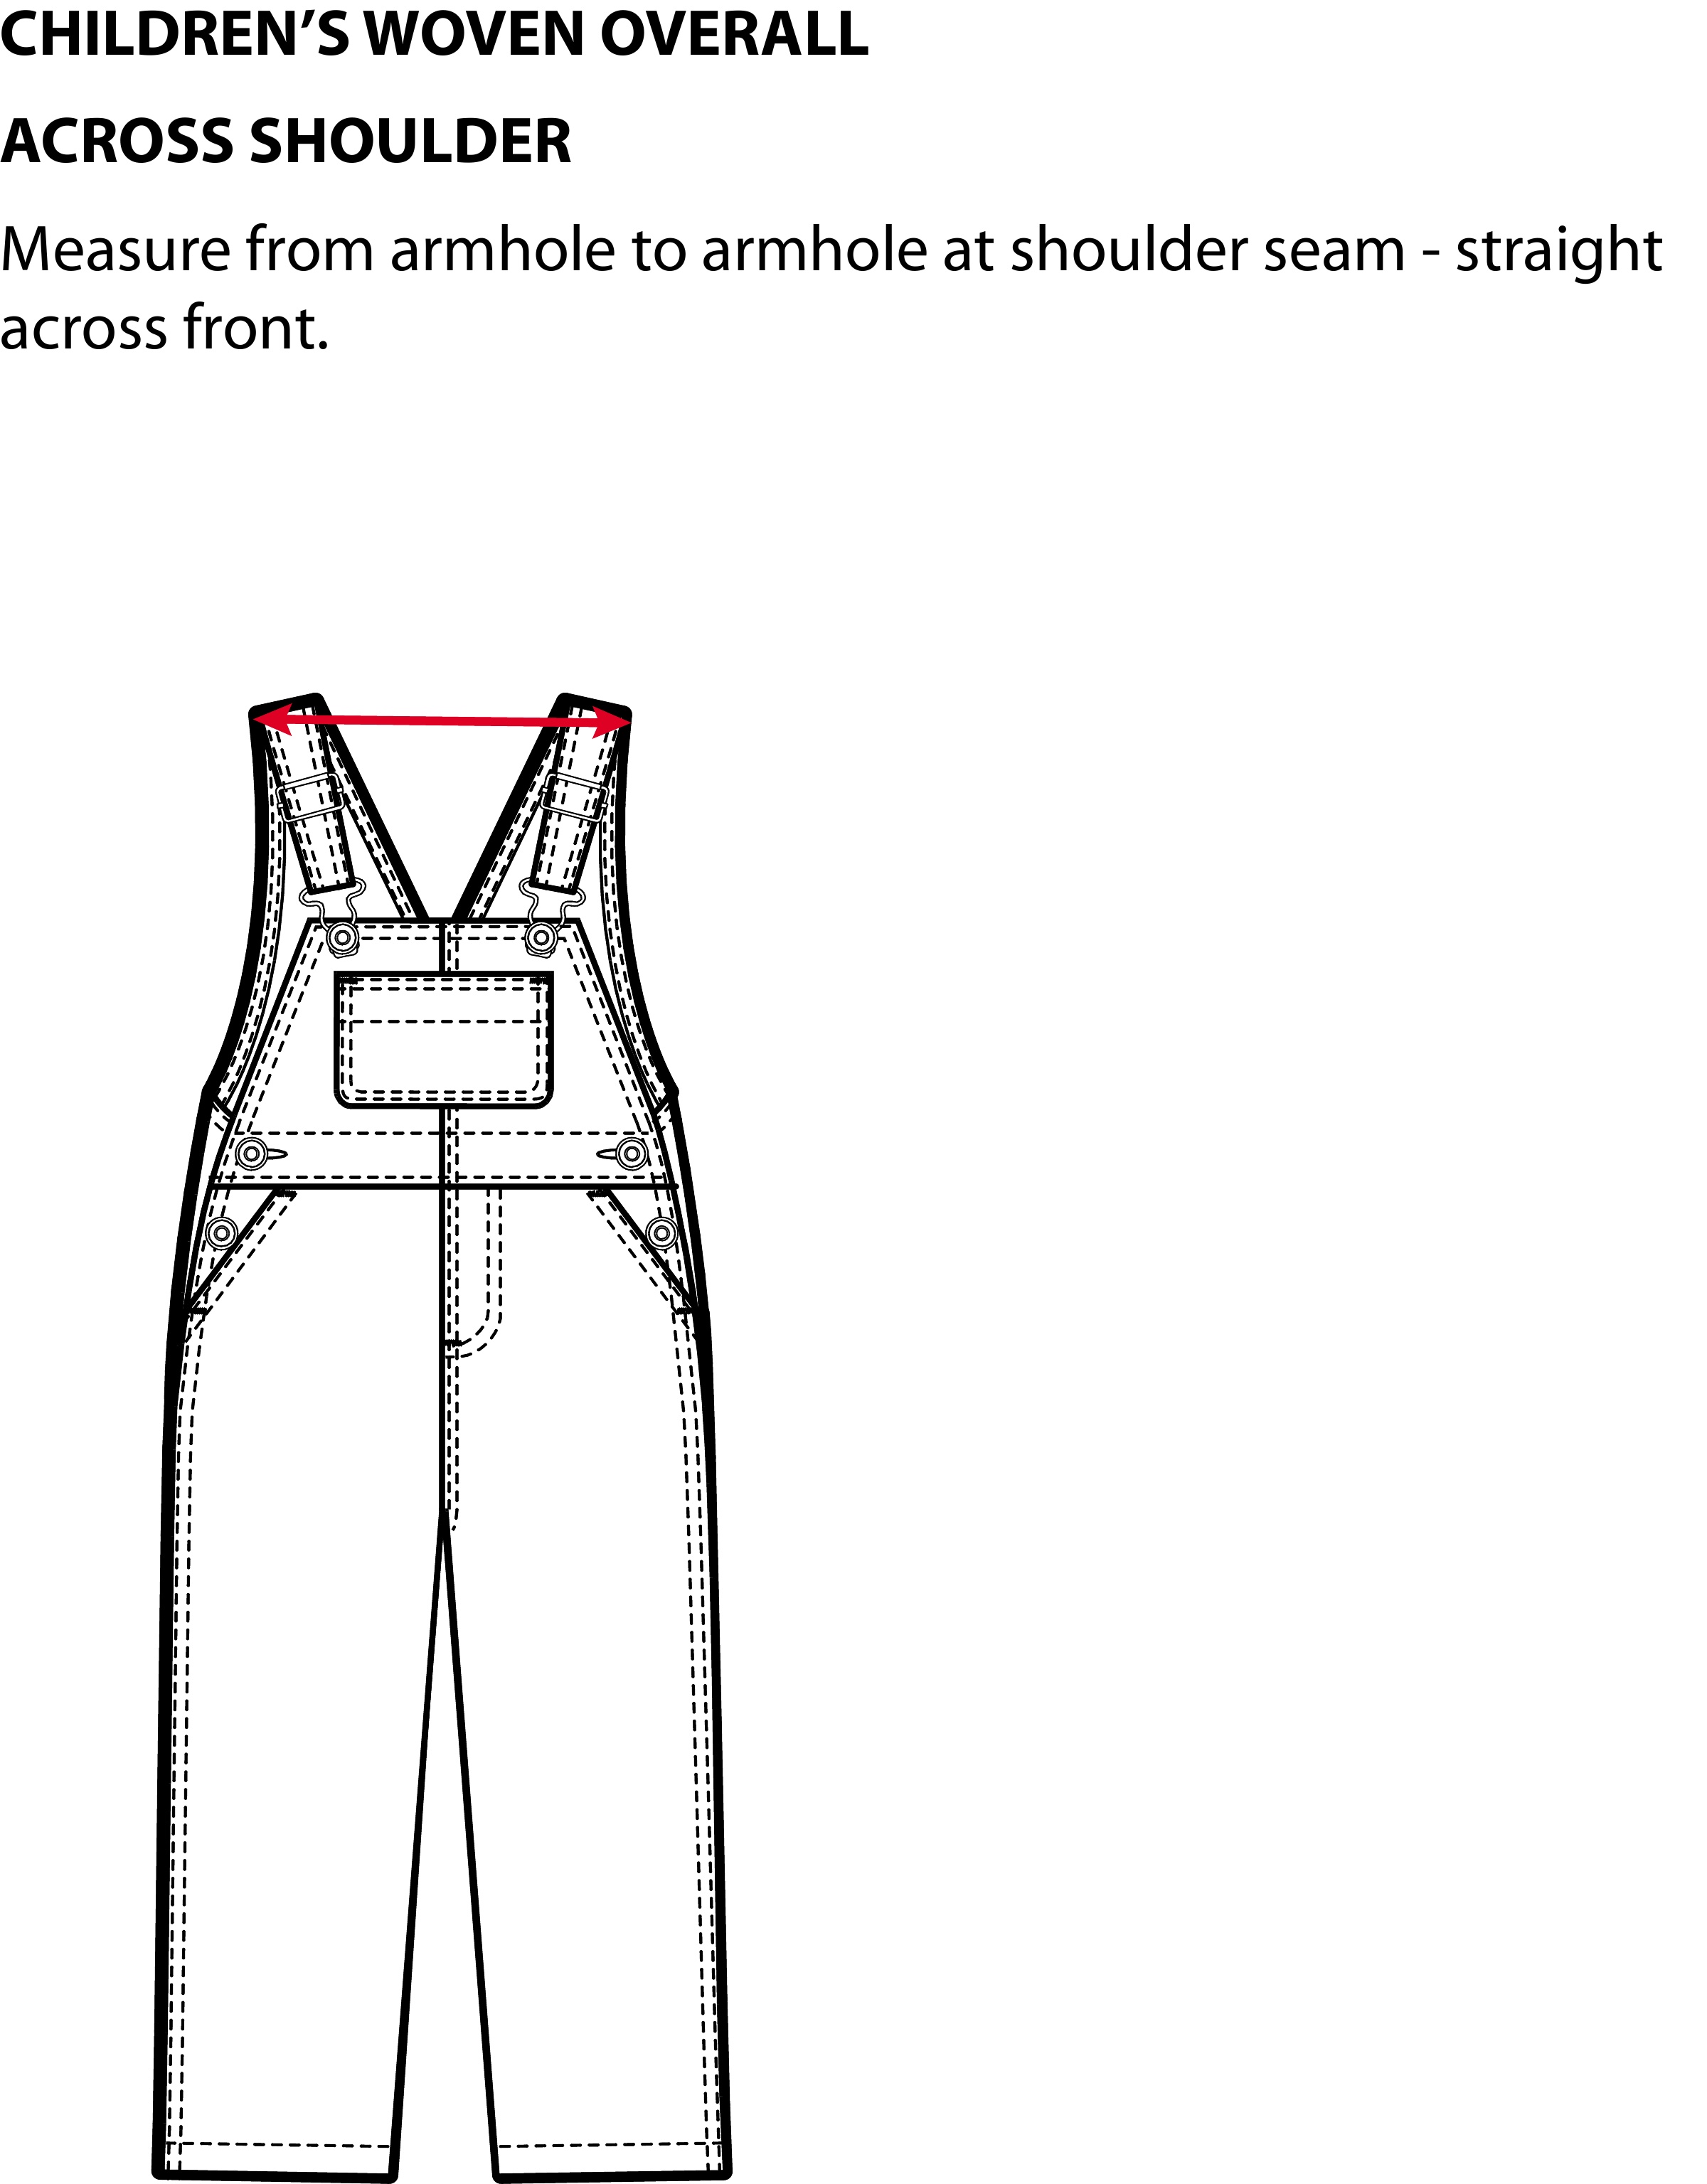 CHILDREN’S WOVEN OVERALL
ACROSS SHOULDER
Measure from armhole to armhole at shoulder seam - straight
across front.